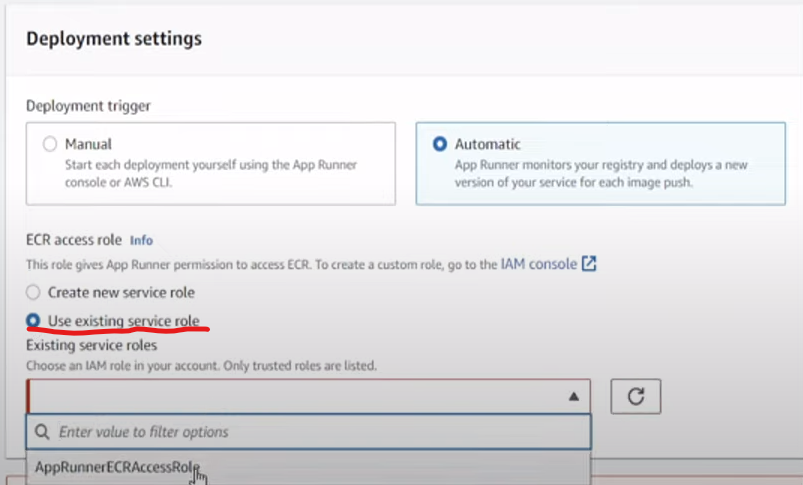 Deployment settings
Deployment trigger
Manual
Start each deployment yourself using the App Runner
console or AWS CLI.
Automatic
App Runner monitors your registry and deploys a new
version of your service for each image push.
ECR access role Info
This role gives App Runner permission to access ECR. To create a custom role, go to the IAM console
Create new service role
Use existing service role
Existing service roles
Choose an IAM role in your account. Only trusted roles are listed.
Enter value to filter options
AppRunnerECRAccessRole